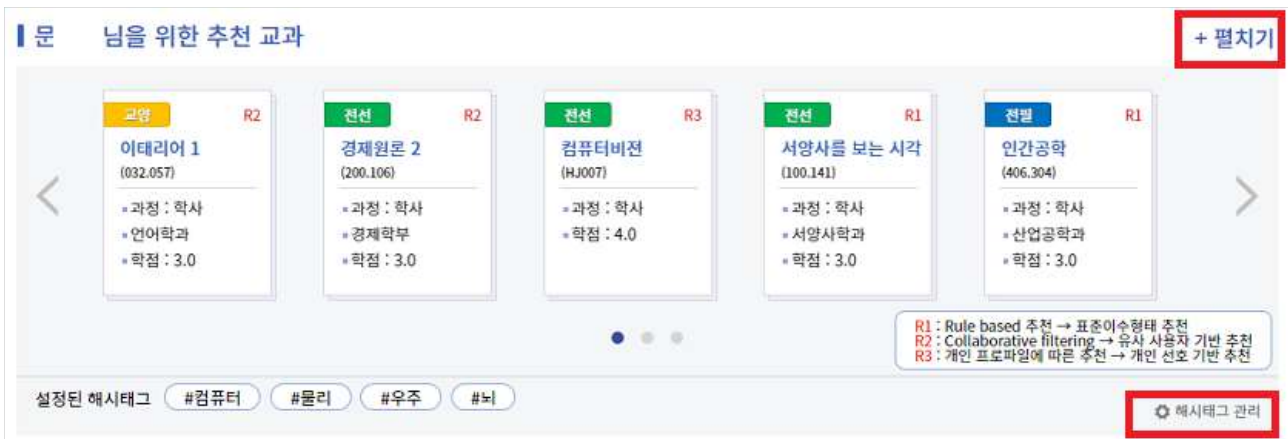 문 님을 위한 추천 교과
+ 펼치기
교양 R2
이태리어 1
(032.057)
과정 : 학사
언어학과
학점 : 3.0
전선 R2
경제원론 2
(200.106)
과정 : 학사
경제학부
학점 : 3.0
전선 R3
컴퓨터비젼
(HJ007)
과정 : 학사
학점 : 4.0
전선 R1
서양사를 보는 시각
(100.141)
과정 : 학사
서양사학과
학점 : 3.0
전필 R1
인간공학
(406.304)
과정 : 학사
산업공학과
학점 : 3.0
R1 : Rule based 추천 → 표준이수형태 추천
R2 : Collaborative filtering → 유사 사용자 기반 추천
R3 : 개인 프로파일에 따른 추천 → 개인 선호 기반 추천
설정된 해시태그 #컴퓨터 #물리 #우주 #뇌
해시태그 관리